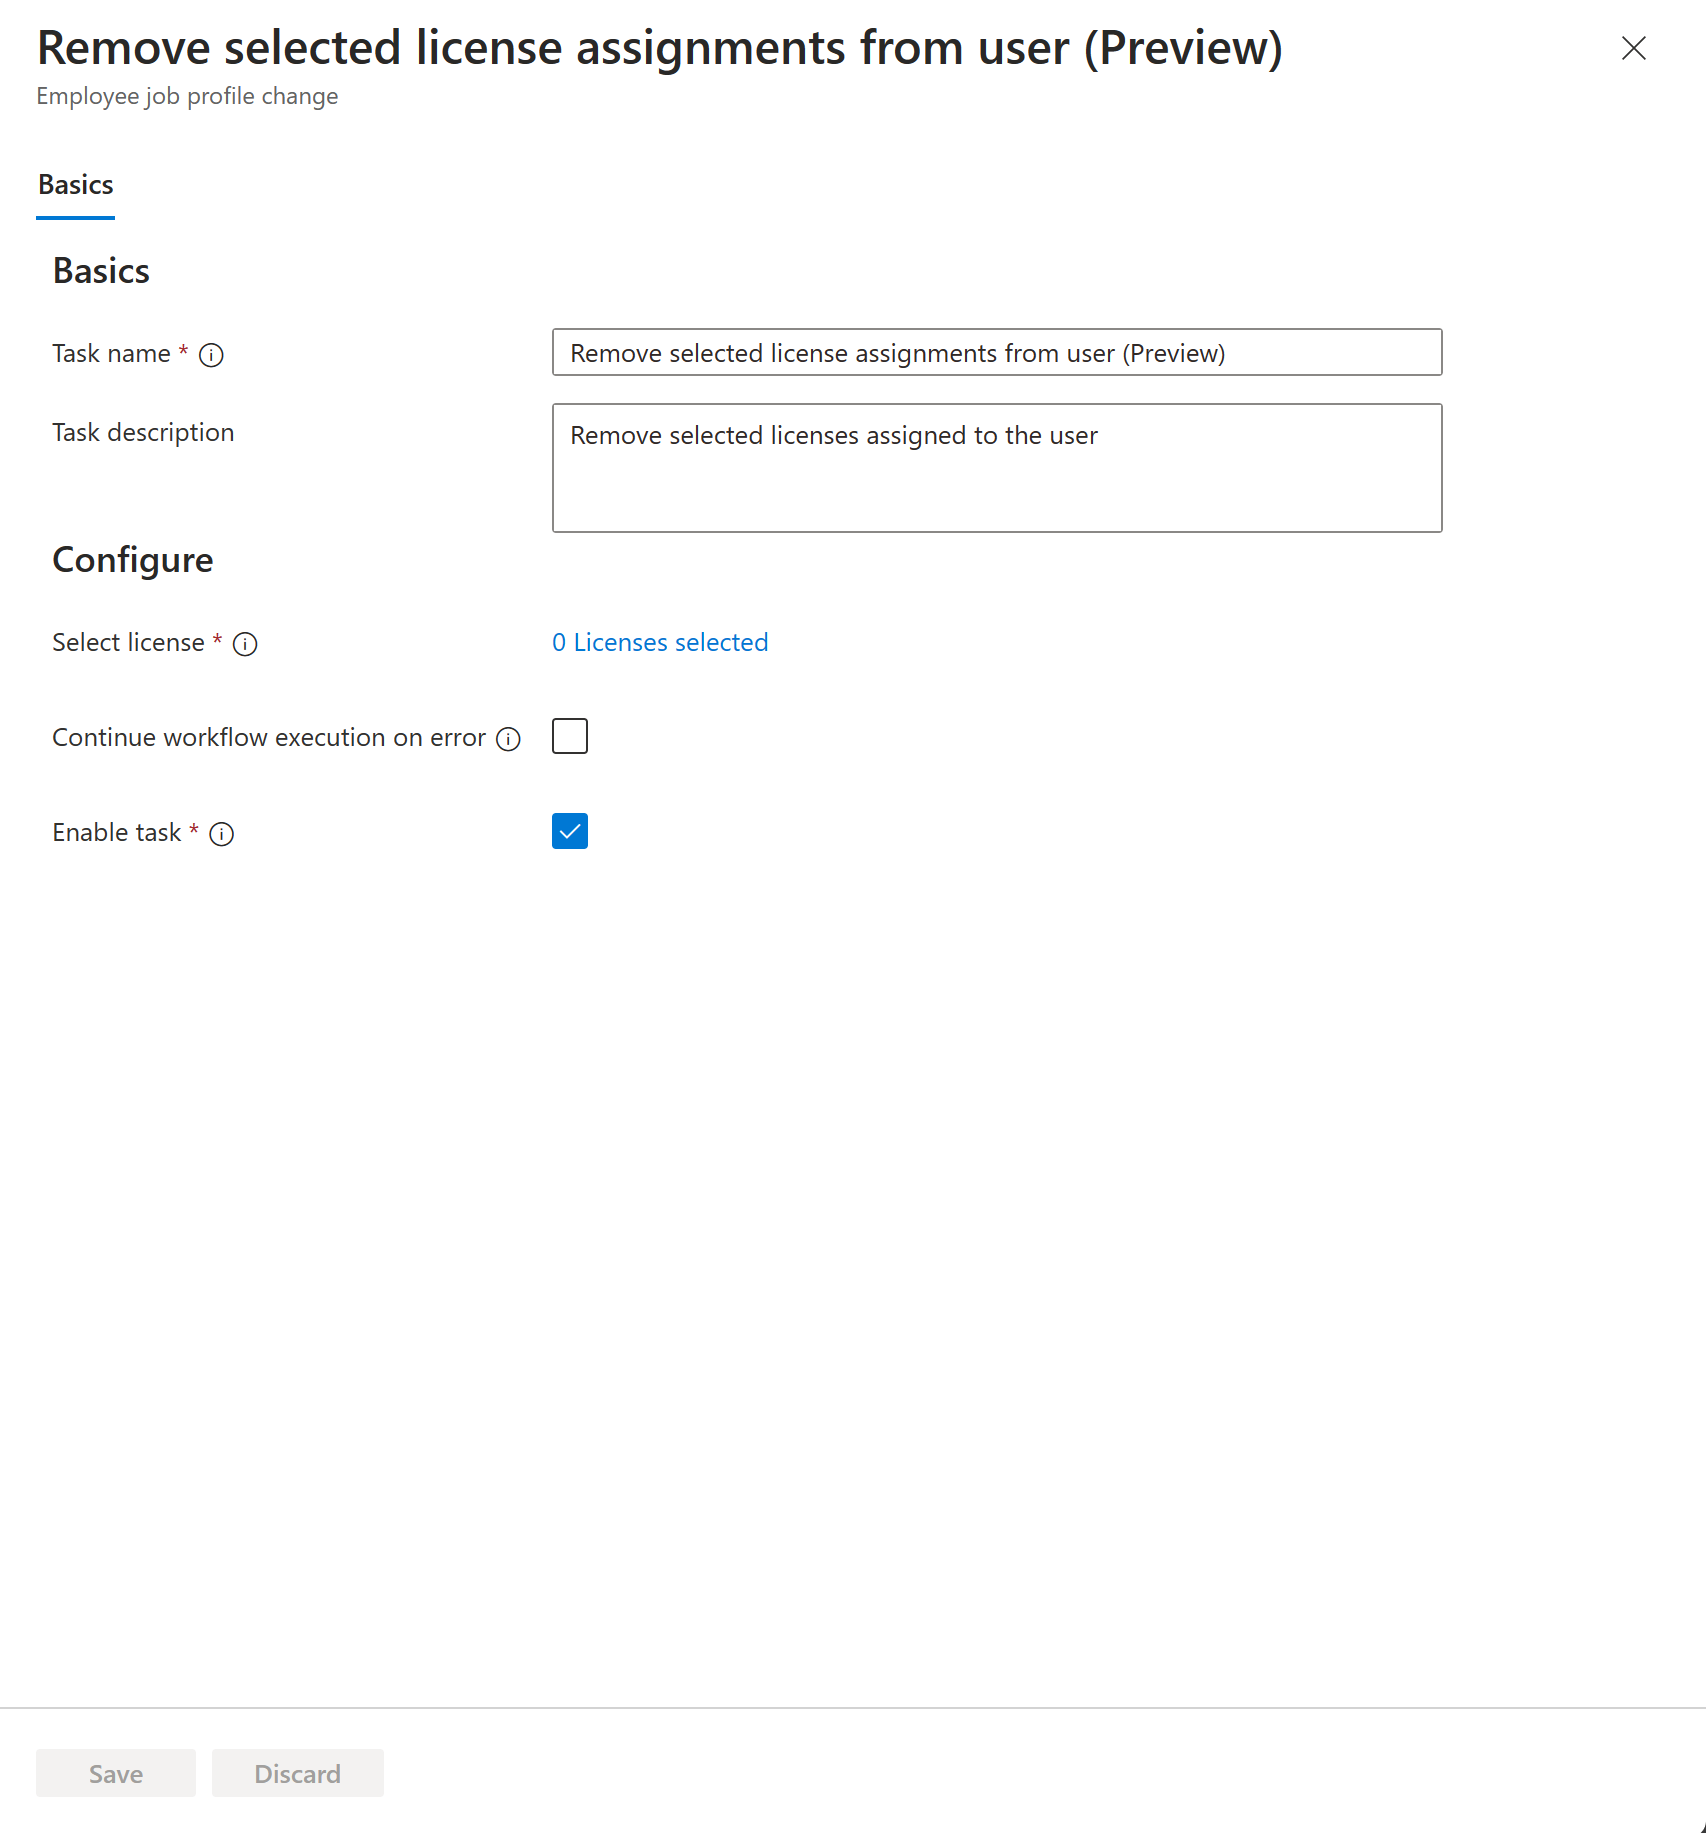 Remove selected license assignments from user (Preview)
Employee job profile change
Basics
Basics
Task name *
Remove selected license assignments from user (Preview)
Task description
Remove selected licenses assigned to the user
Configure
Select license *
0 Licenses selected
Continue workflow execution on error
Enable task *
Save
Discard